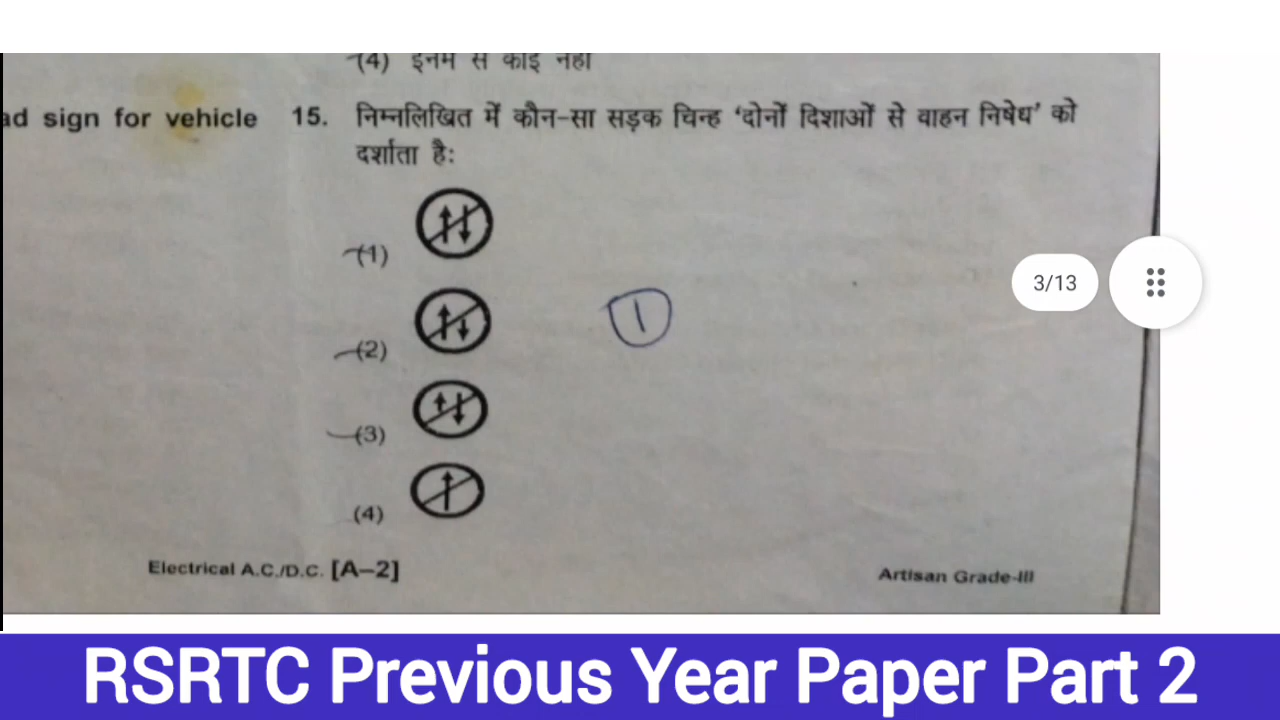 (4) इनमें से कोई नहीं
ad sign for vehicle
15. निम्नलिखित में कौन-सा सड़क चिन्ह ‘दोनों दिशाओं से वाहन निषेध’ को
दर्शाता है:
(1)
(2)
1
(3)
(4)
3/13
Electrical A.C./D.C. [A–2]
Artisan Grade-III
RSRTC Previous Year Paper Part 2